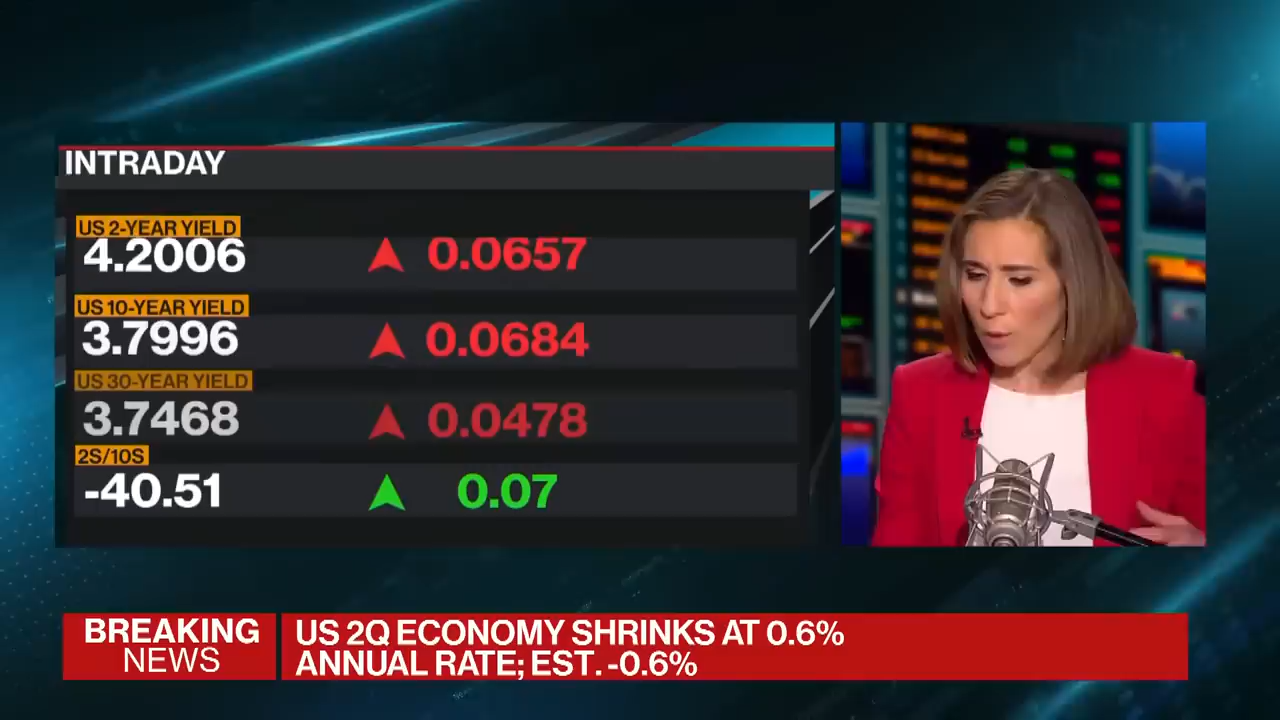 INTRADAY
US 2-YEAR YIELD
4.2006 0.0657
US 10-YEAR YIELD
3.7996 0.0684
US 30-YEAR YIELD
3.7468 0.0478
2S/10S
-40.51 0.07
BREAKING
NEWS
US 2Q ECONOMY SHRINKS AT 0.6%
ANNUAL RATE; EST. -0.6%